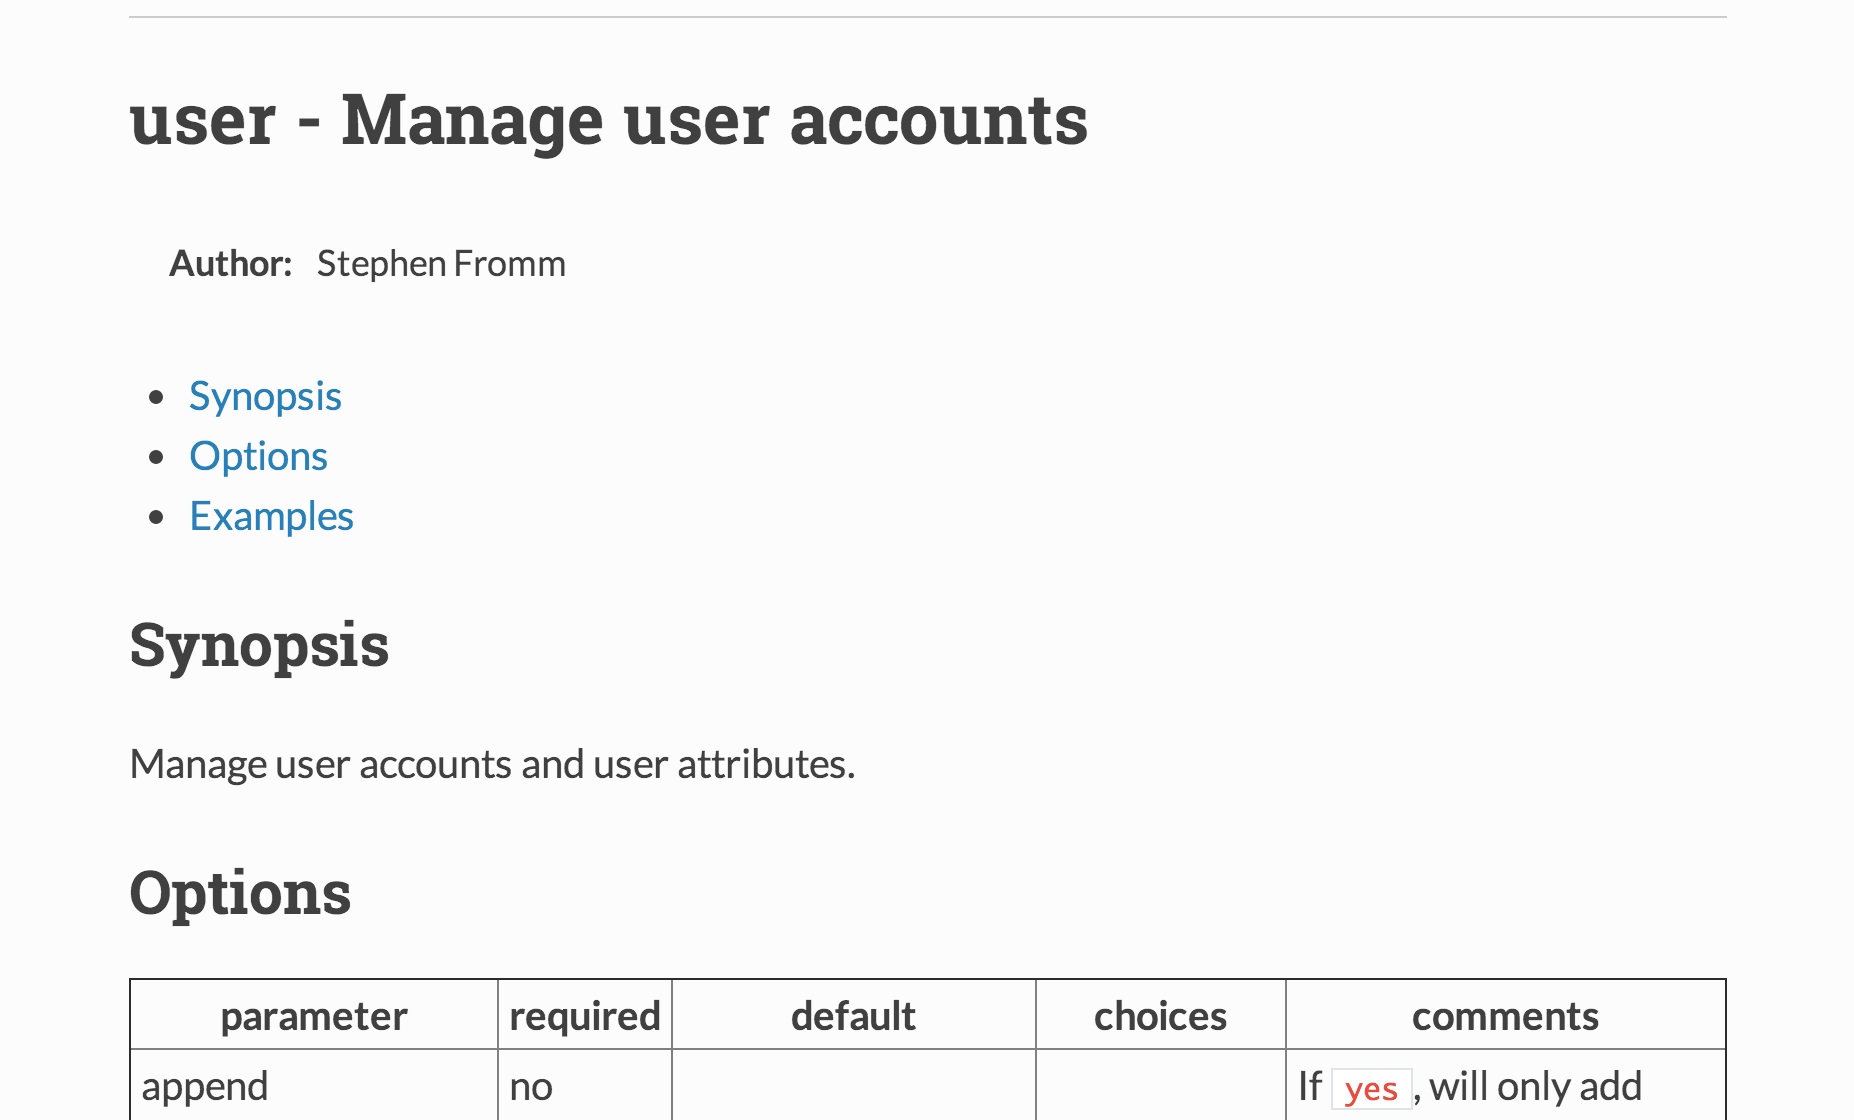 user - Manage user accounts
Author: Stephen Fromm
Synopsis
Options
Examples
Synopsis
Manage user accounts and user attributes.
Options
parameter required default choices comments
append no If yes, will only add